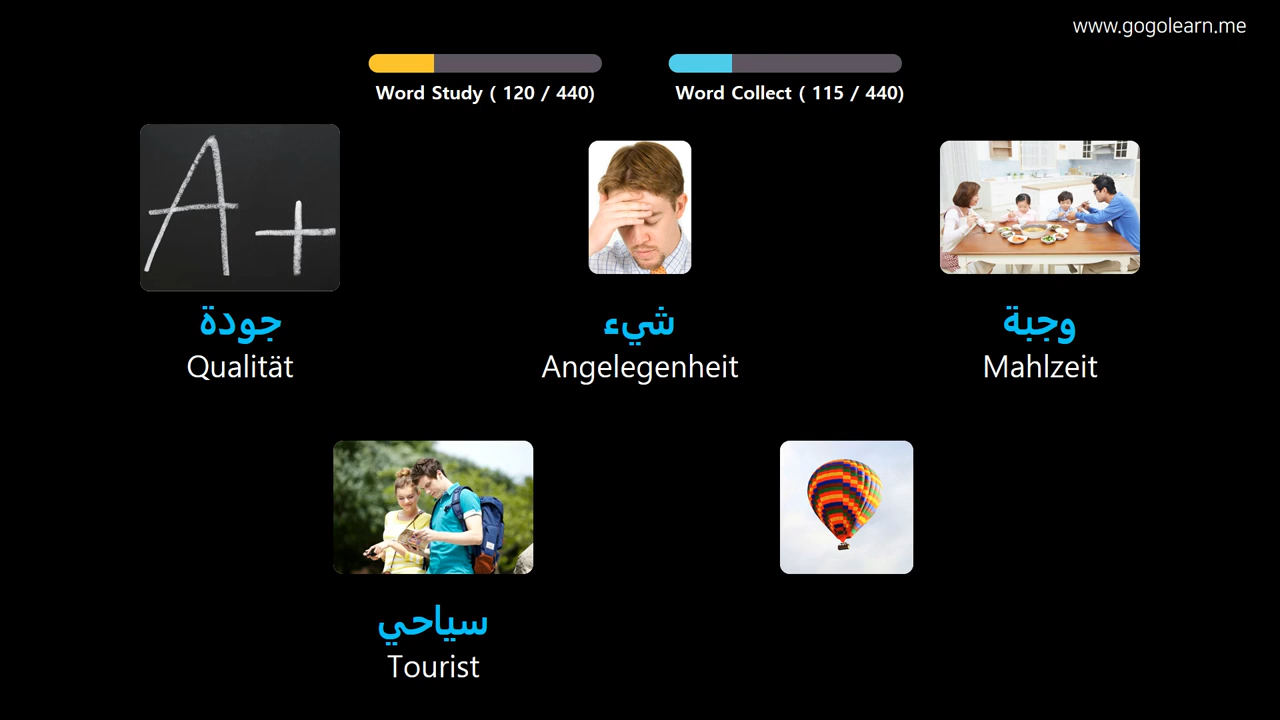 www.gogolearn.me
Word Study ( 120 / 440)
Word Collect ( 115 / 440)
A+
جودة
Qualität
شيء
Angelegenheit
وجبة
Mahlzeit
سياحي
Tourist